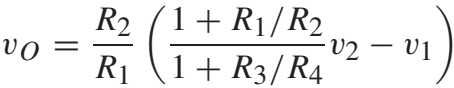 v_O = \frac{R_2}{R_1} \left( \frac{1 + R_1/R_2}{1 + R_3/R_4} v_2 - v_1 \right)